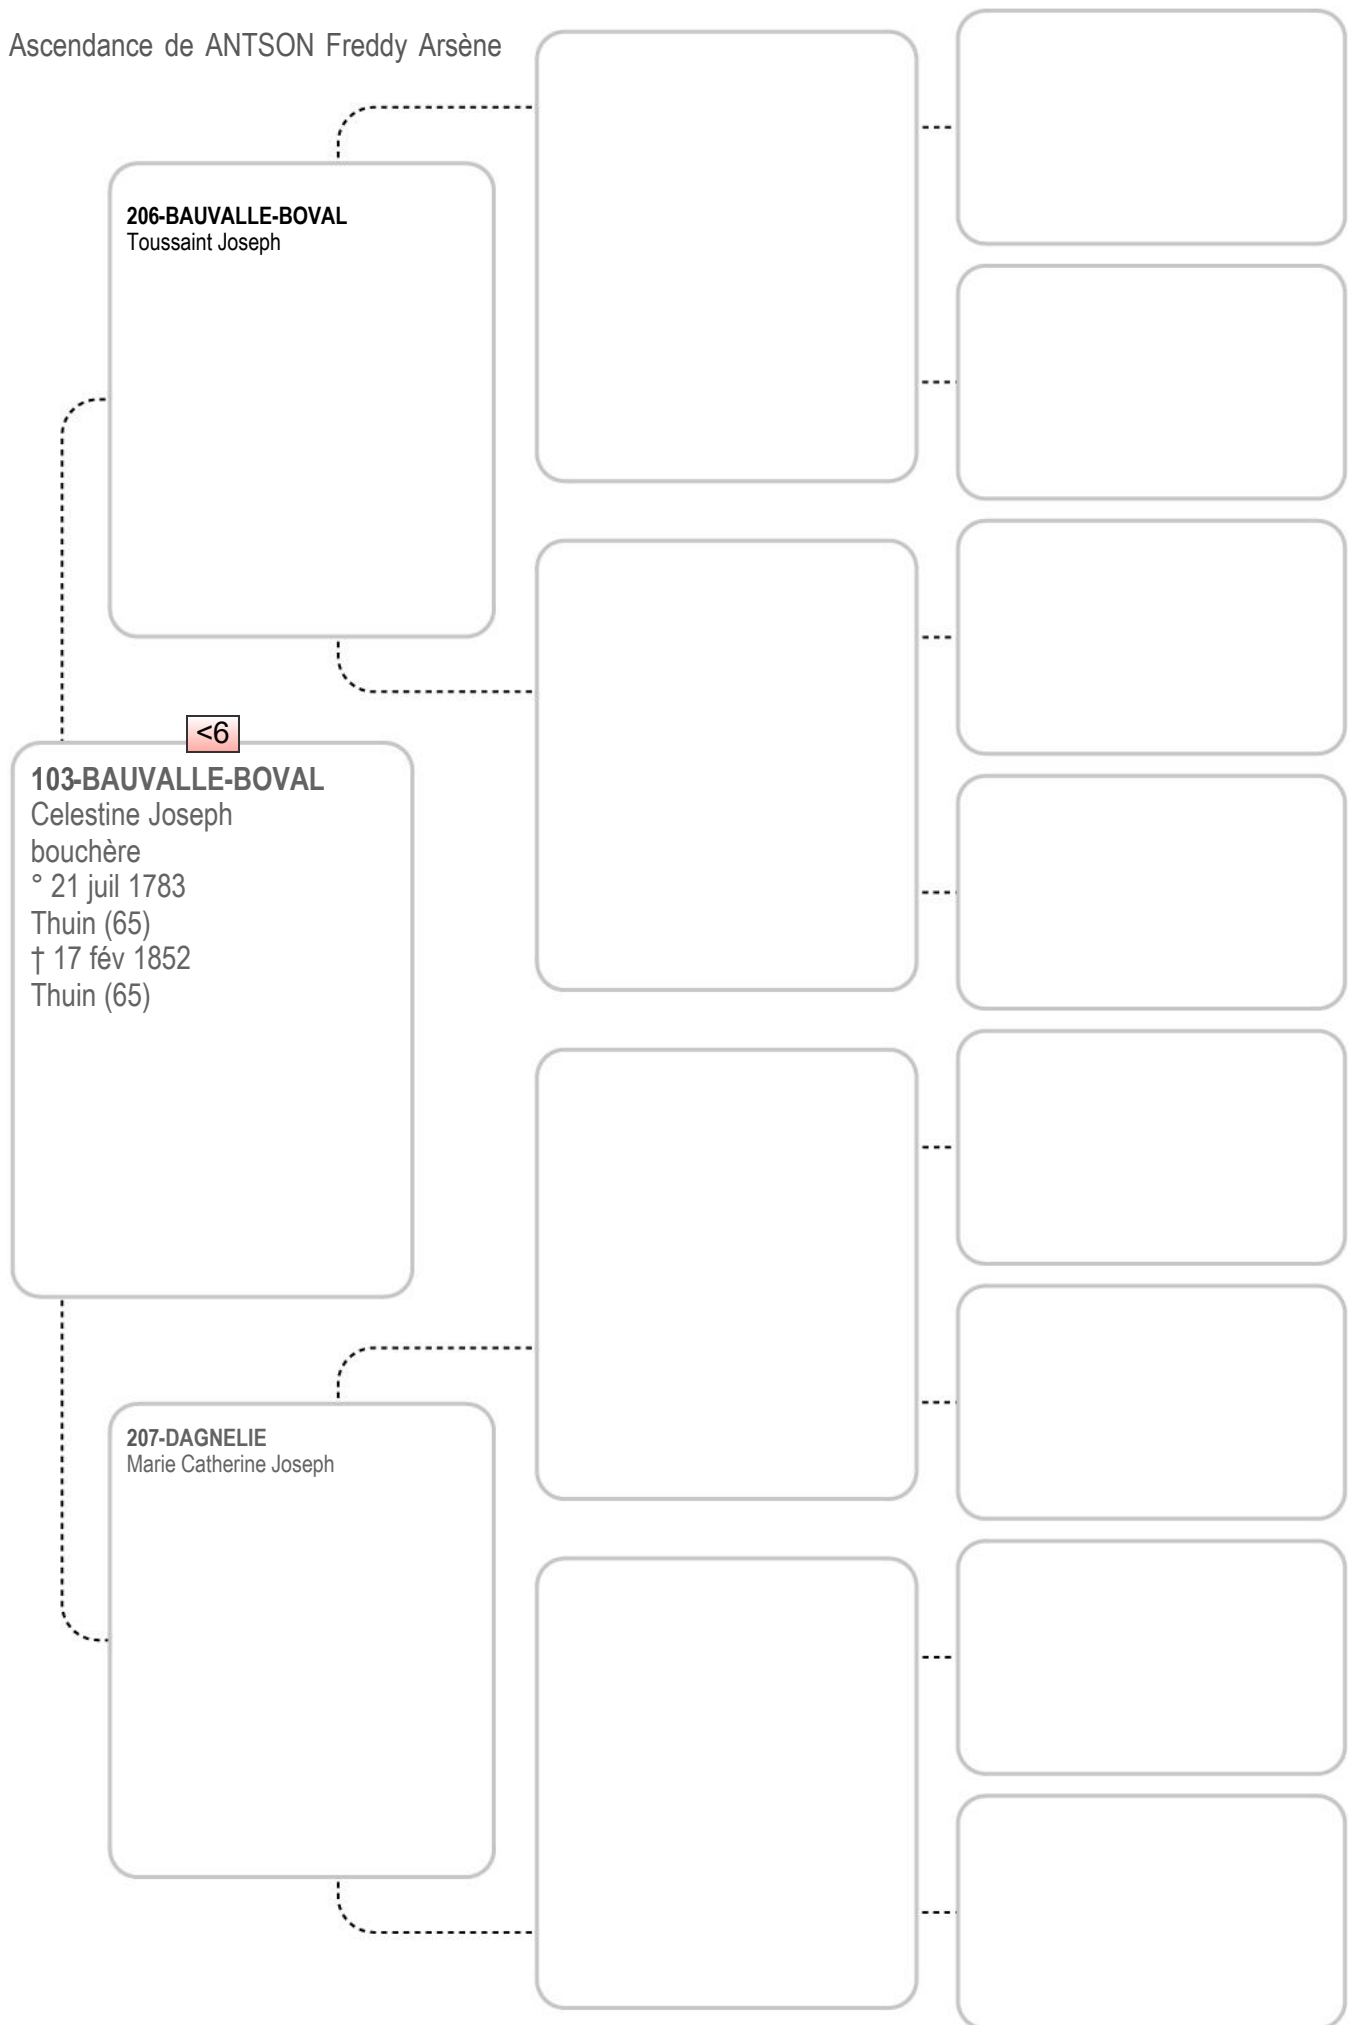 Ascendance de ANTSON Freddy Arsène
206-BAUVALLE-BOVAL
Toussaint Joseph
<6
103-BAUVALLE-BOVAL
Celestine Joseph
bouchère
° 21 juil 1783
Thuin (65)
† 17 fév 1852
Thuin (65)
207-DAGNELIE
Marie Catherine Joseph